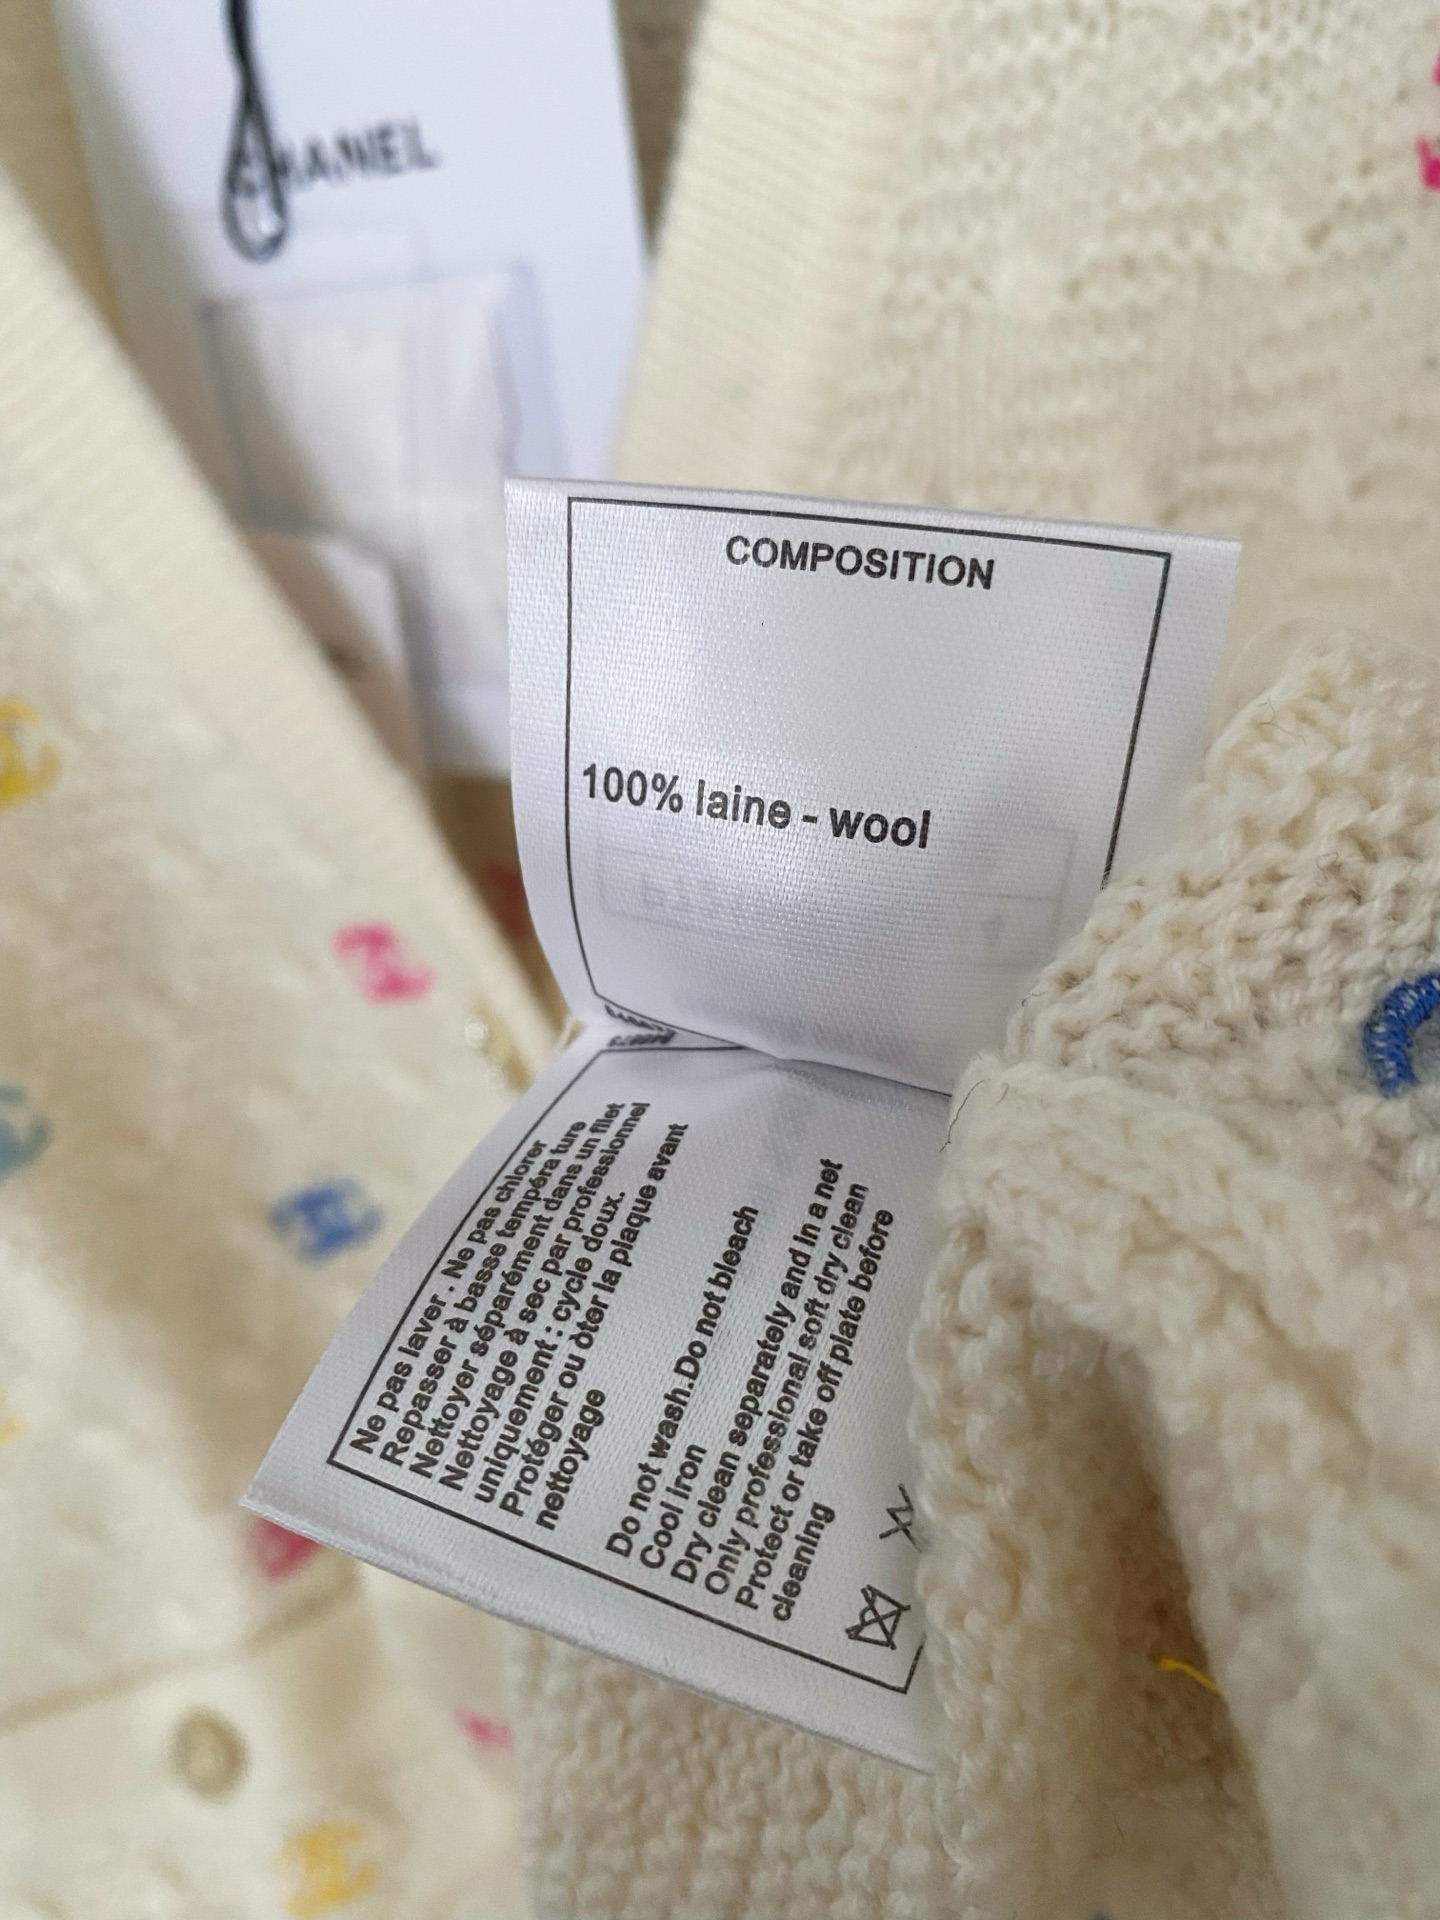 CHANEL
COMPOSITION
100% laine - wool
Ne pas laver . Ne pas chlorer
Repasser à basse tempéra ture
Nettoyer séparément dans un filet
Nettoyage à sec par professionnel
uniquement : cycle doux.
Protéger ou òter la plaque avant
nettoyage
Do not wash.Do not bleach
Cool iron
Dry clean separately and in a net
Only professional soft dry clean
Protect or take off plate before
cleaning